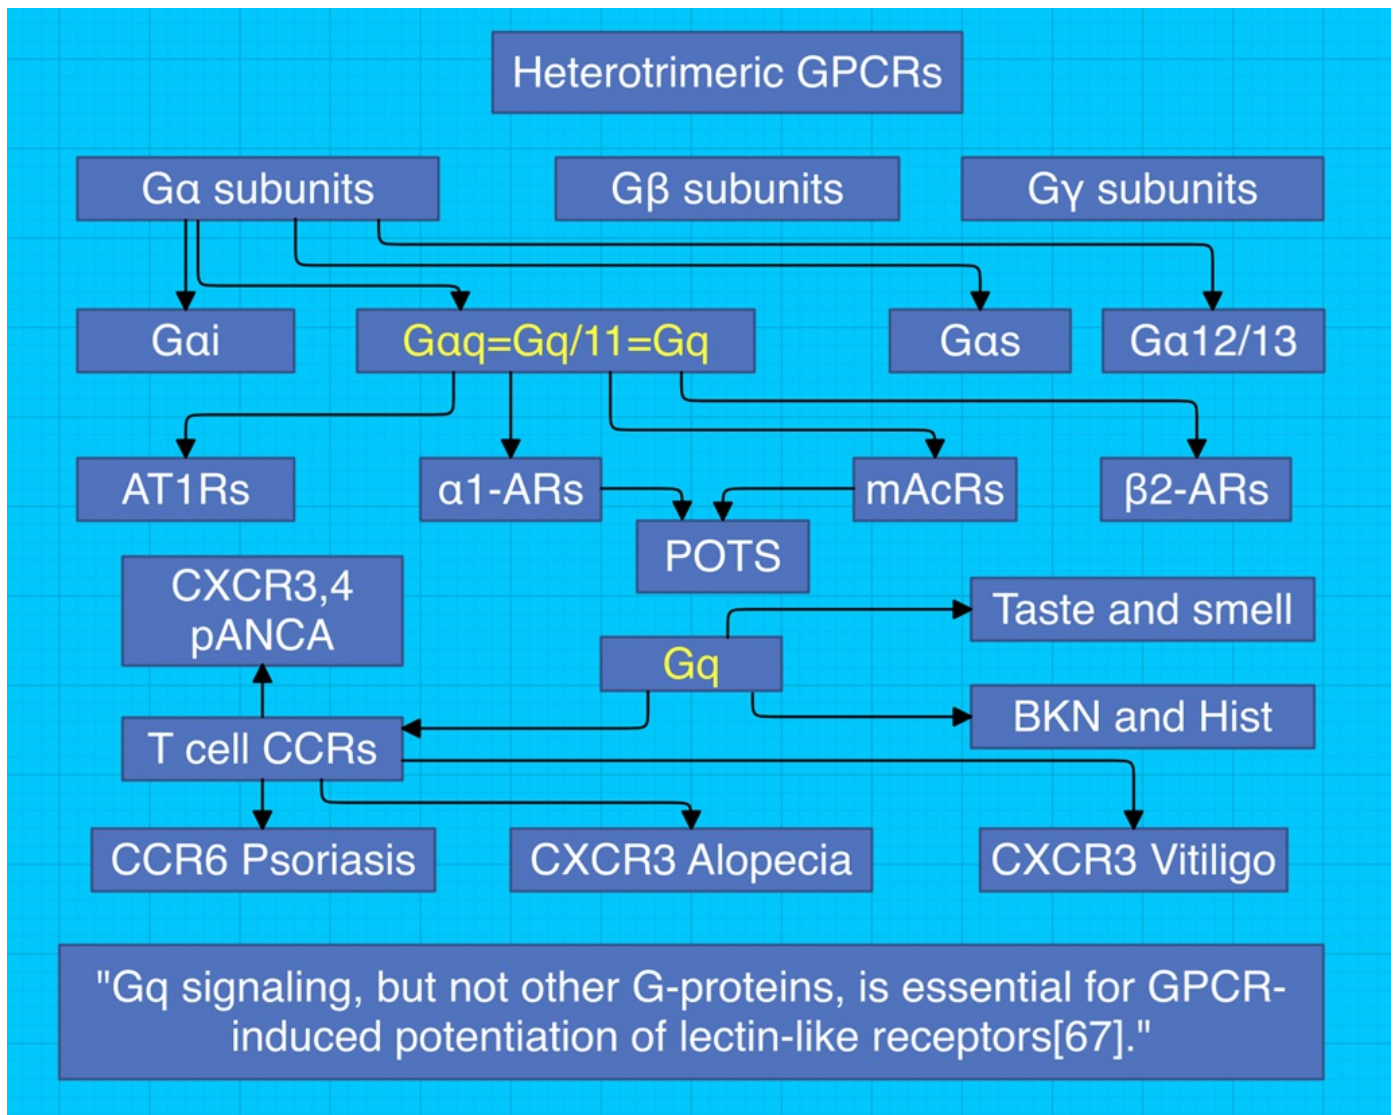 Heterotrimeric GPCRs
Gα subunits
Gβ subunits
Gγ subunits
Gαi
Gαq=Gq/11=Gq
Gαs
Gα12/13
AT1Rs
α1-ARs
mAcRs
β2-ARs
POTS
CXCR3,4
pANCA
Taste and smell
Gq
BKN and Hist
T cell CCRs
CCR6 Psoriasis
CXCR3 Alopecia
CXCR3 Vitiligo
"Gq signaling, but not other G-proteins, is essential for GPCR-
induced potentiation of lectin-like receptors[67]."